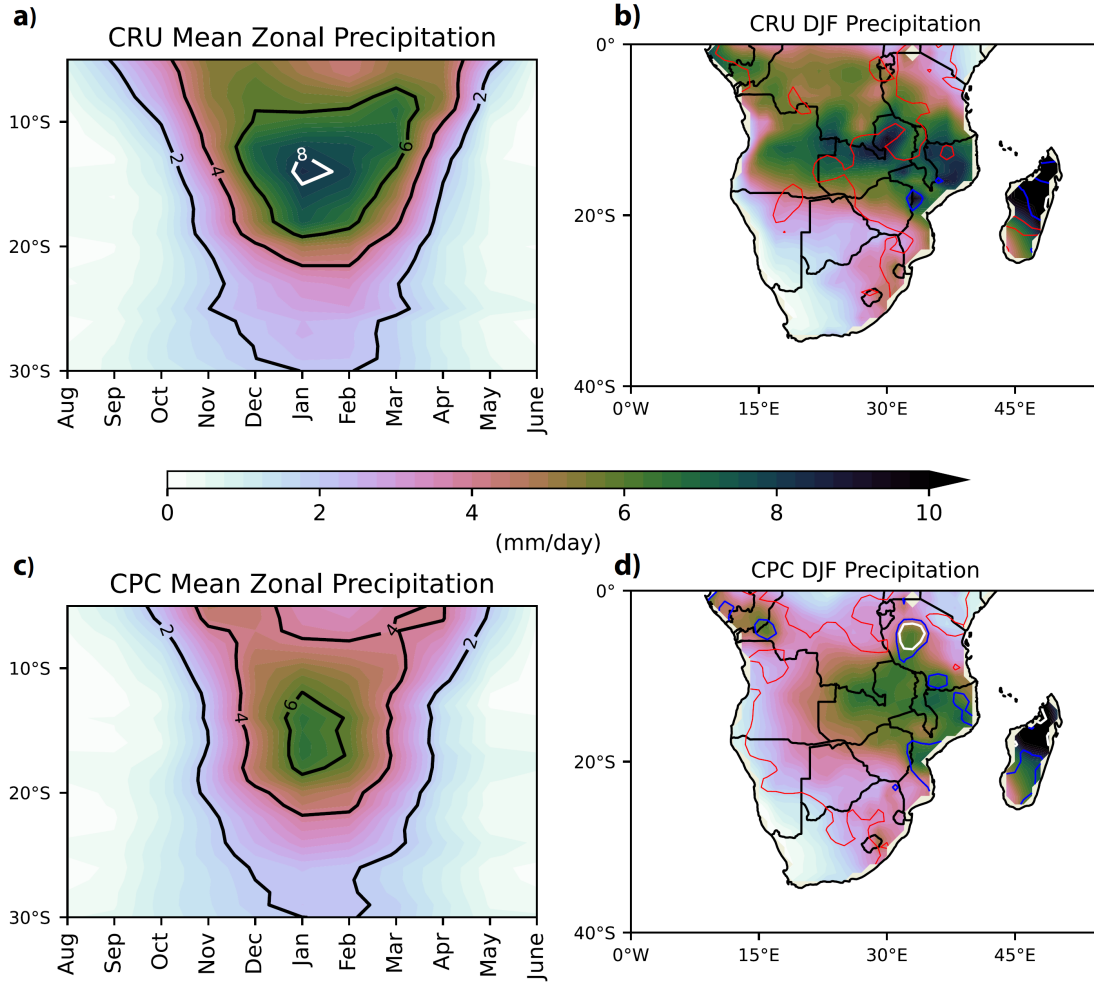 a)
CRU Mean Zonal Precipitation
10°S
20°S
30°S
2
4
8
6
2
Aug
Sep
Oct
Nov
Dec
Jan
Feb
Mar
Apr
May
June
b)
CRU DJF Precipitation
0°
20°S
40°S
0°W
15°E
30°E
45°E
0
2
4
6
8
10
(mm/day)
c)
CPC Mean Zonal Precipitation
10°S
20°S
30°S
2
4
6
4
2
Aug
Sep
Oct
Nov
Dec
Jan
Feb
Mar
Apr
May
June
d)
CPC DJF Precipitation
0°
20°S
40°S
0°W
15°E
30°E
45°E